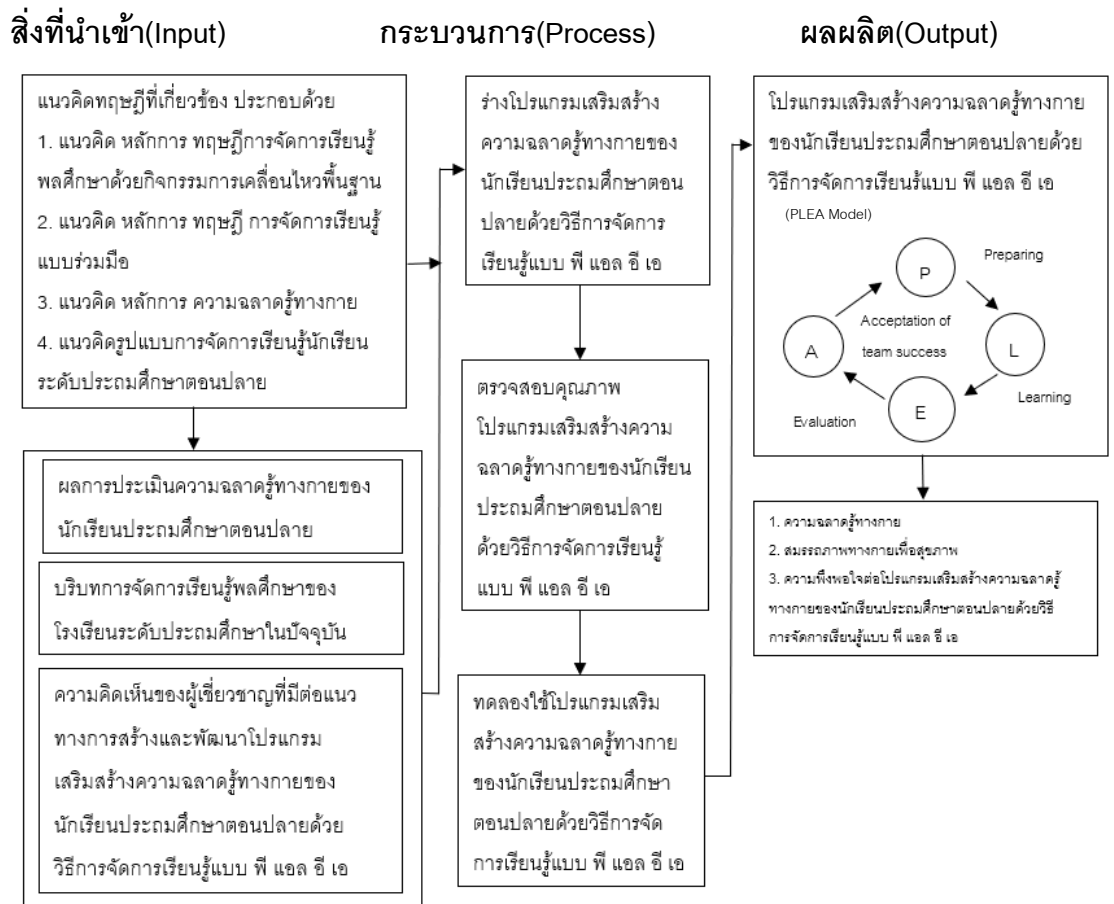 สิ่งที่นำเข้า(Input)
กระบวนการ(Process)
ผลผลิต(Output)
แนวคิดทฤษฎีที่เกี่ยวข้อง ประกอบด้วย
1. แนวคิด หลักการ ทฤษฎีการจัดการเรียนรู้
พลศึกษาด้วยกิจกรรมการเคลื่อนไหวพื้นฐาน
2. แนวคิด หลักการ ทฤษฎี การจัดการเรียนรู้
แบบร่วมมือ
3. แนวคิด หลักการ ความฉลาดรู้ทางกาย
4. แนวคิดรูปแบบการจัดการเรียนรู้นักเรียน
ระดับประถมศึกษาตอนปลาย
ผลการประเมินความฉลาดรู้ทางกายของ
นักเรียนประถมศึกษาตอนปลาย
บริบทการจัดการเรียนรู้พลศึกษาของ
โรงเรียนระดับประถมศึกษาในปัจจุบัน
ความคิดเห็นของผู้เชี่ยวชาญที่มีต่อแนว
ทางการสร้างและพัฒนาโปรแกรม
เสริมสร้างความฉลาดรู้ทางกายของ
นักเรียนประถมศึกษาตอนปลายด้วย
วิธีการจัดการเรียนรู้แบบ พี แอล อี เอ
ร่างโปรแกรมเสริมสร้าง
ความฉลาดรู้ทางกายของ
นักเรียนประถมศึกษาตอน
ปลายด้วยวิธีการจัดการ
เรียนรู้แบบ พี แอล อี เอ
ตรวจสอบคุณภาพ
โปรแกรมเสริมสร้างความ
ฉลาดรู้ทางกายของนักเรียน
ประถมศึกษาตอนปลาย
ด้วยวิธีการจัดการเรียนรู้
แบบ พี แอล อี เอ
ทดลองใช้โปรแกรมเสริม
สร้างความฉลาดรู้ทางกาย
ของนักเรียนประถมศึกษา
ตอนปลายด้วยวิธีการจัด
การเรียนรู้แบบ พี แอล อี เอ
โปรแกรมเสริมสร้างความฉลาดรู้ทางกาย
ของนักเรียนประถมศึกษาตอนปลายด้วย
วิธีการจัดการเรียนรู้แบบ พี แอล อี เอ
(PLEA Model)
P
Preparing
Acceptation of
team success
A
L
Learning
E
Evaluation
1. ความฉลาดรู้ทางกาย
2. สมรรถภาพทางกายเพื่อสุขภาพ
3. ความพึงพอใจต่อโปรแกรมเสริมสร้างความฉลาดรู้
ทางกายของนักเรียนประถมศึกษาตอนปลายด้วยวิธี
การจัดการเรียนรู้แบบ พี แอล อี เอ